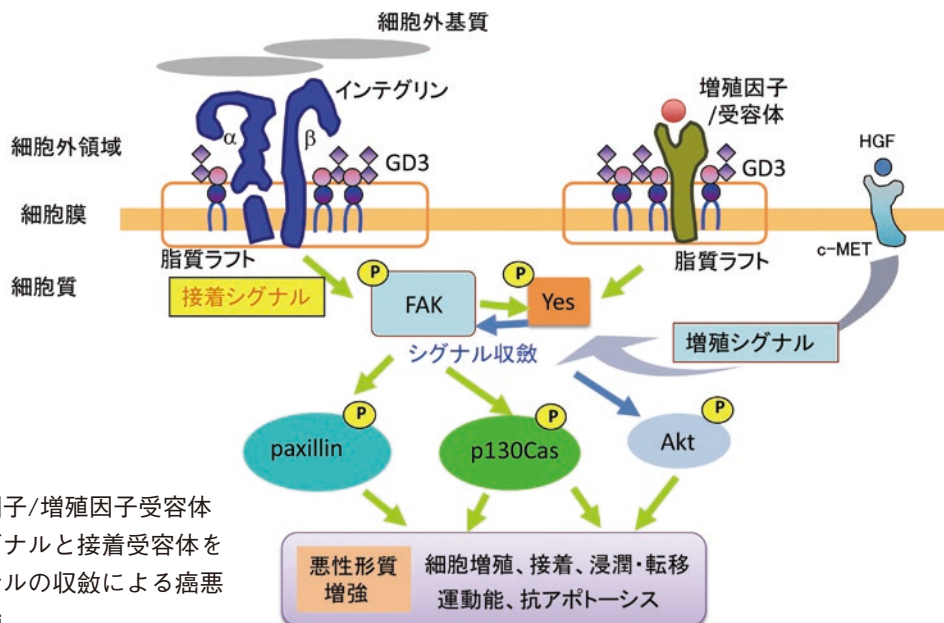 細胞外基質
インテグリン
α
β
増殖因子
/受容体
HGF
細胞外領域
GD3
GD3
細胞膜
c-MET
脂質ラフト
脂質ラフト
細胞質
接着シグナル
P
FAK
P
Yes
増殖シグナル
シグナル収斂
P
paxillin
P
p130Cas
P
Akt
因子/増殖因子受容体
グナルと接着受容体を
ナルの収斂による癌悪
悪性形質
増強
細胞増殖、接着、浸潤・転移
運動能、抗アポトーシス